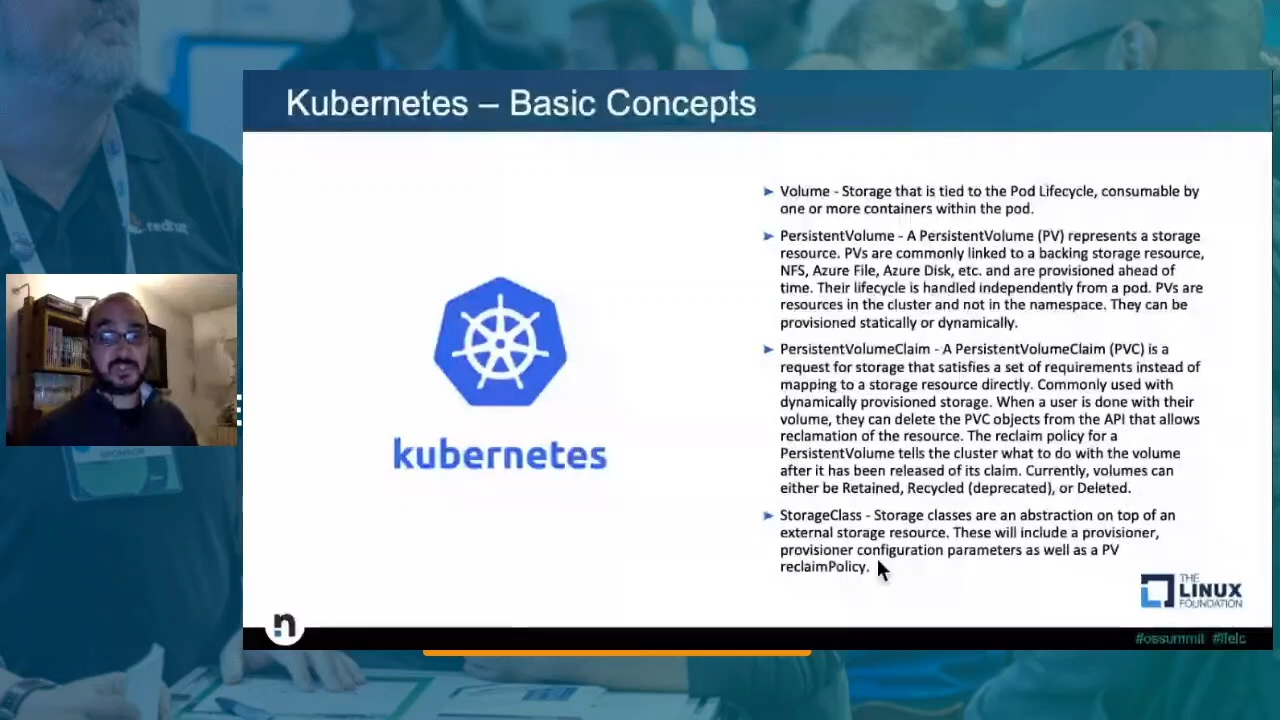 Kubernetes – Basic Concepts
Volume - Storage that is tied to the Pod Lifecycle, consumable by
one or more containers within the pod.
PersistentVolume - A PersistentVolume (PV) represents a storage
resource. PVs are commonly linked to a backing storage resource,
NFS, Azure File, Azure Disk, etc. and are provisioned ahead of
time. Their lifecycle is handled independently from a pod. PVs are
resources in the cluster and not in the namespace. They can be
provisioned statically or dynamically.
PersistentVolumeClaim - A PersistentVolumeClaim (PVC) is a
request for storage that satisfies a set of requirements instead of
mapping to a storage resource directly. Commonly used with
dynamically provisioned storage. When a user is done with their
volume, they can delete the PVC objects from the API that allows
reclamation of the resource. The reclaim policy for a
PersistentVolume tells the cluster what to do with the volume
after it has been released of its claim. Currently, volumes can
either be Retained, Recycled (deprecated), or Deleted.
StorageClass - Storage classes are an abstraction on top of an
external storage resource. These will include a provisioner,
provisioner configuration parameters as well as a PV
reclaimPolicy.
kubernetes
redhat
SPONSOR
THE
LINUX
FOUNDATION
n
#ossummit #lfelc